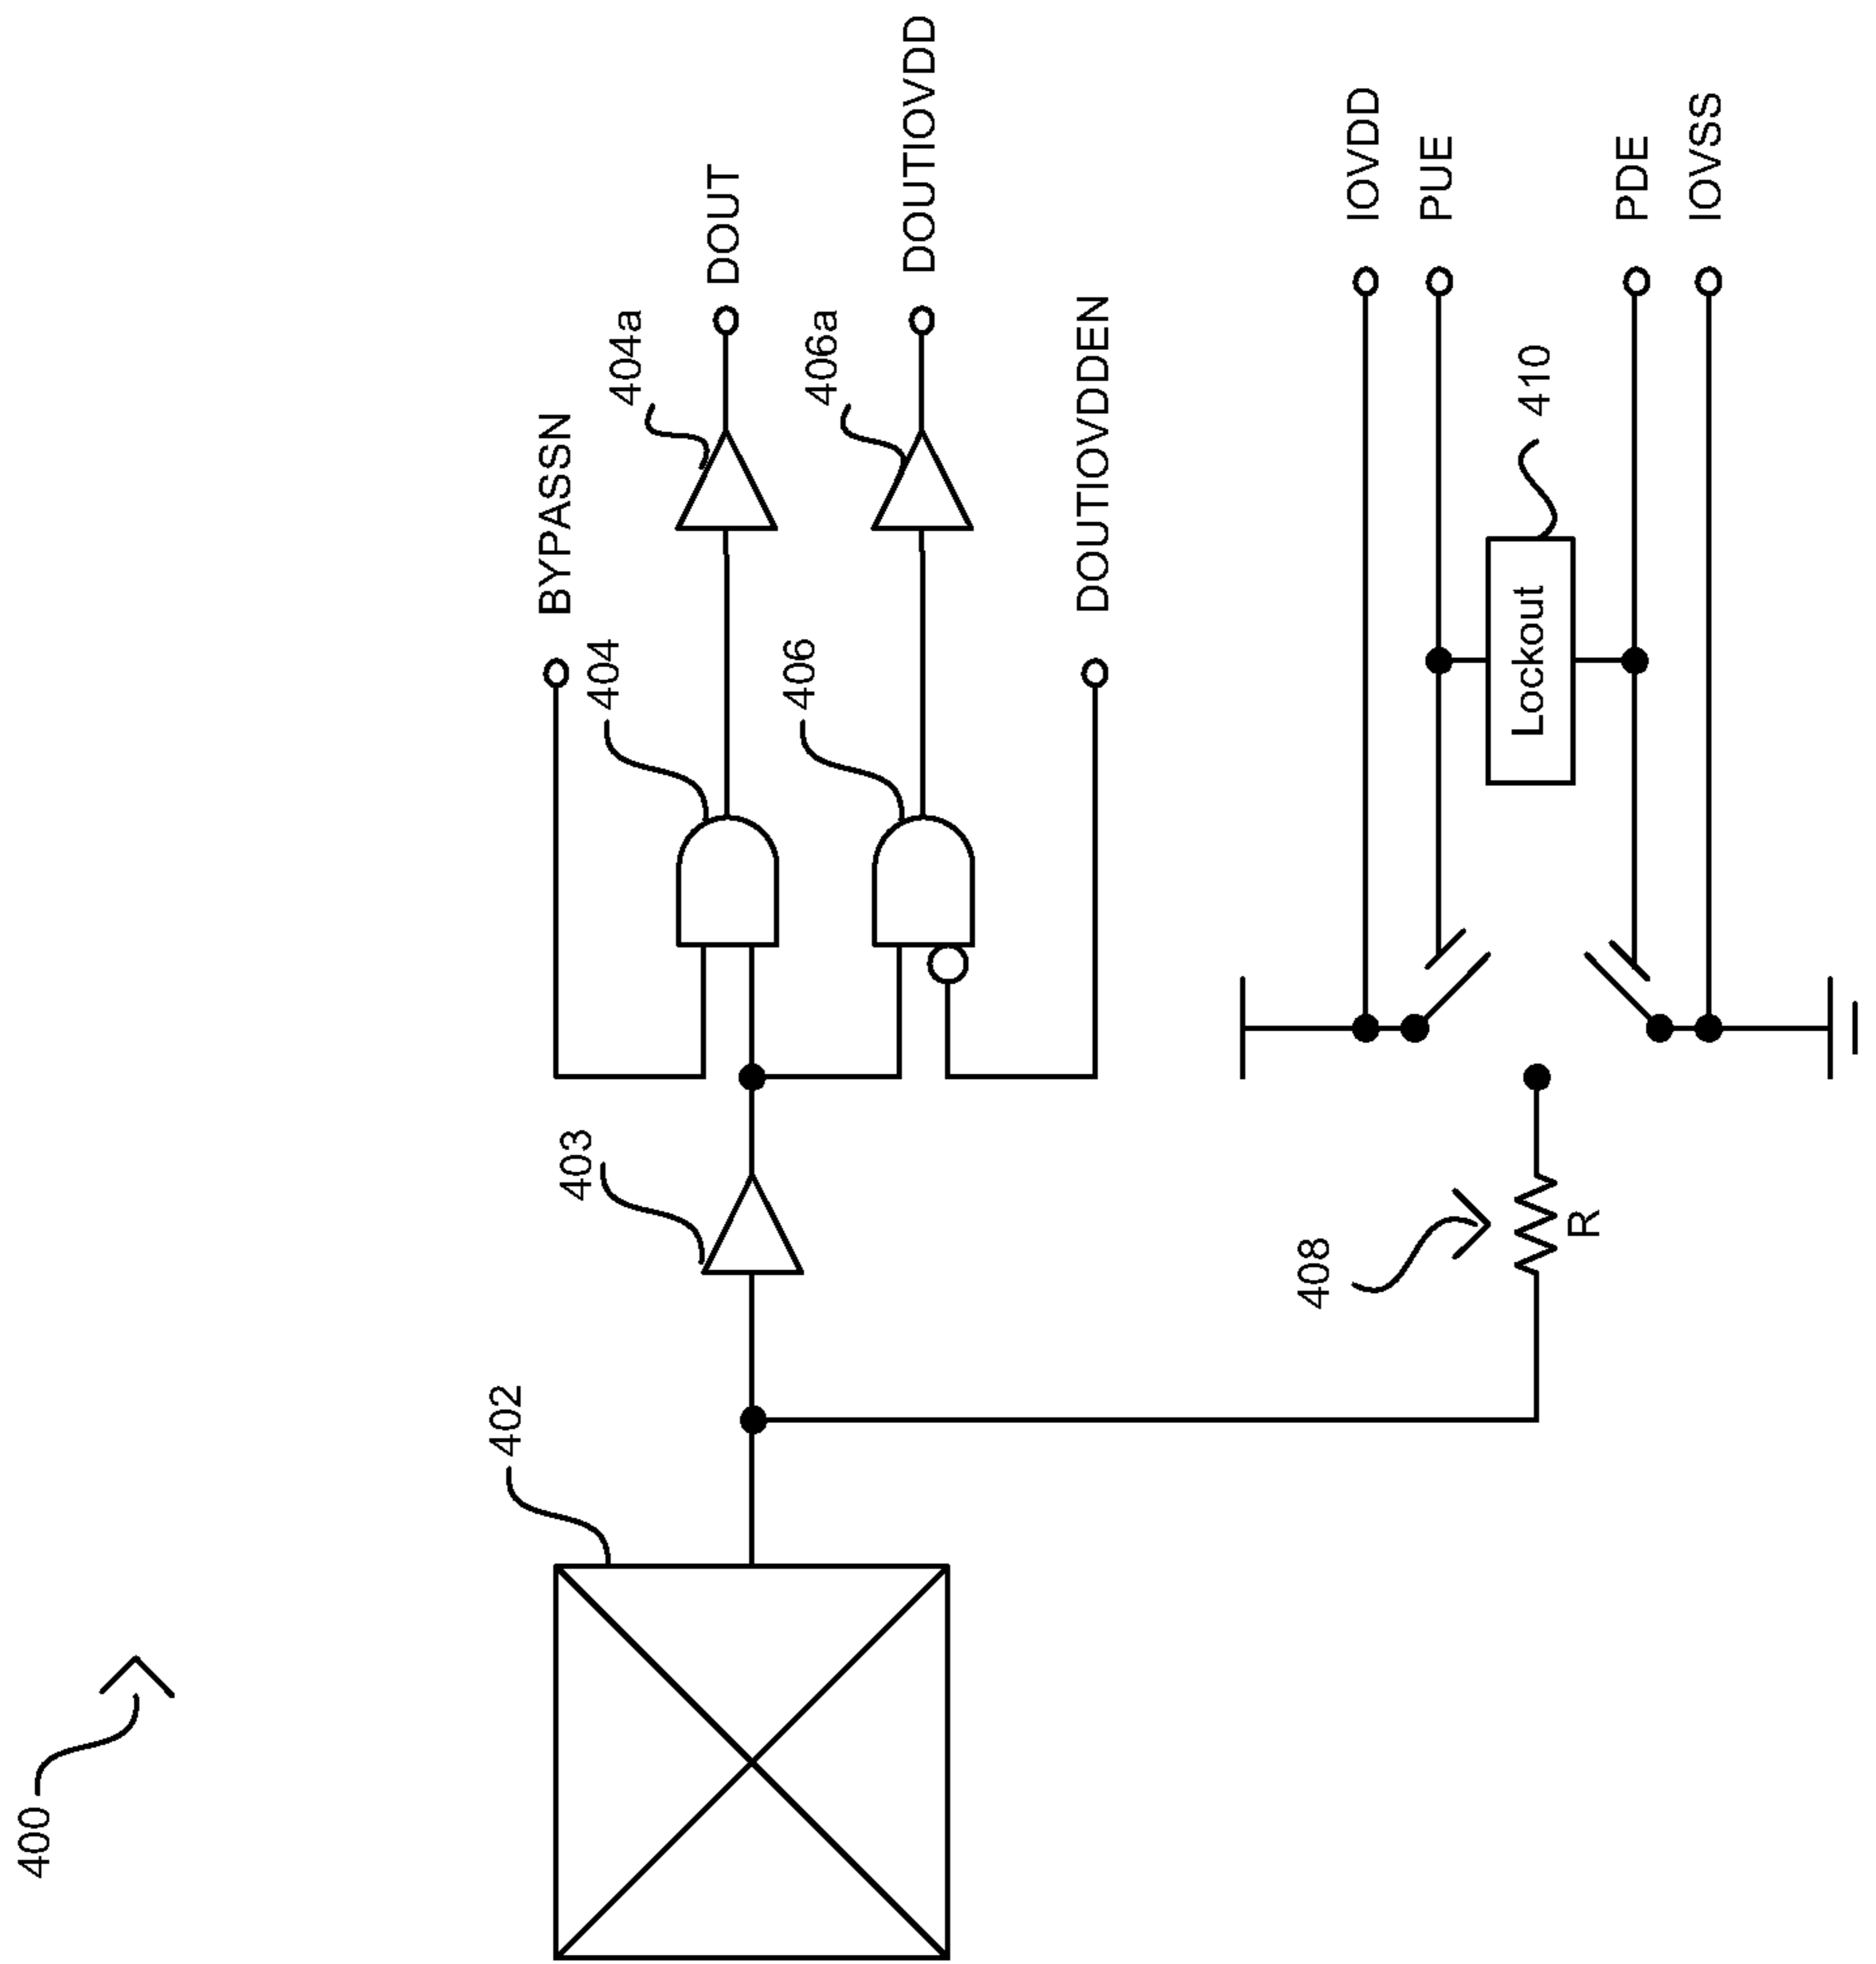 400
402
403
BYPASSN
404
404a
DOUT
406
406a
DOUTIOVDD
DOUTIOVDDEN
408
R
IOVDD
PUE
Lockout
410
PDE
IOVSS